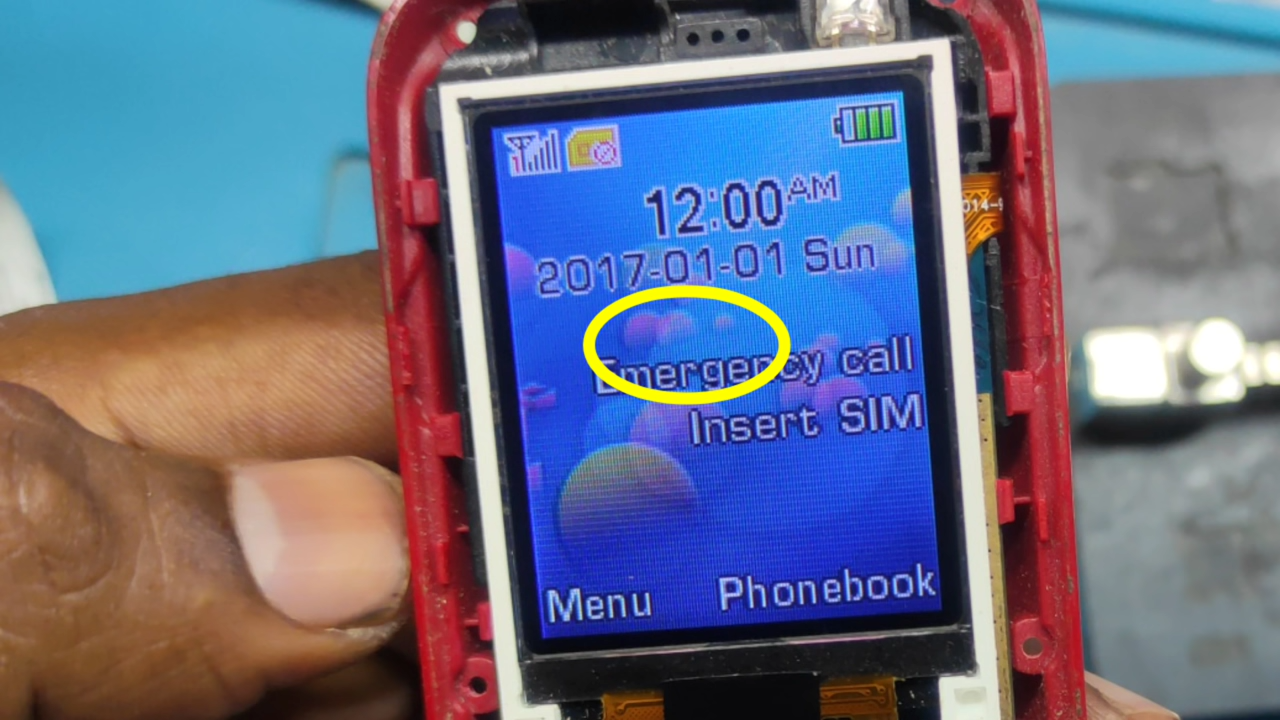 12:00AM
2017-01-01 Sun
Emergency call
Insert SIM
Menu Phonebook